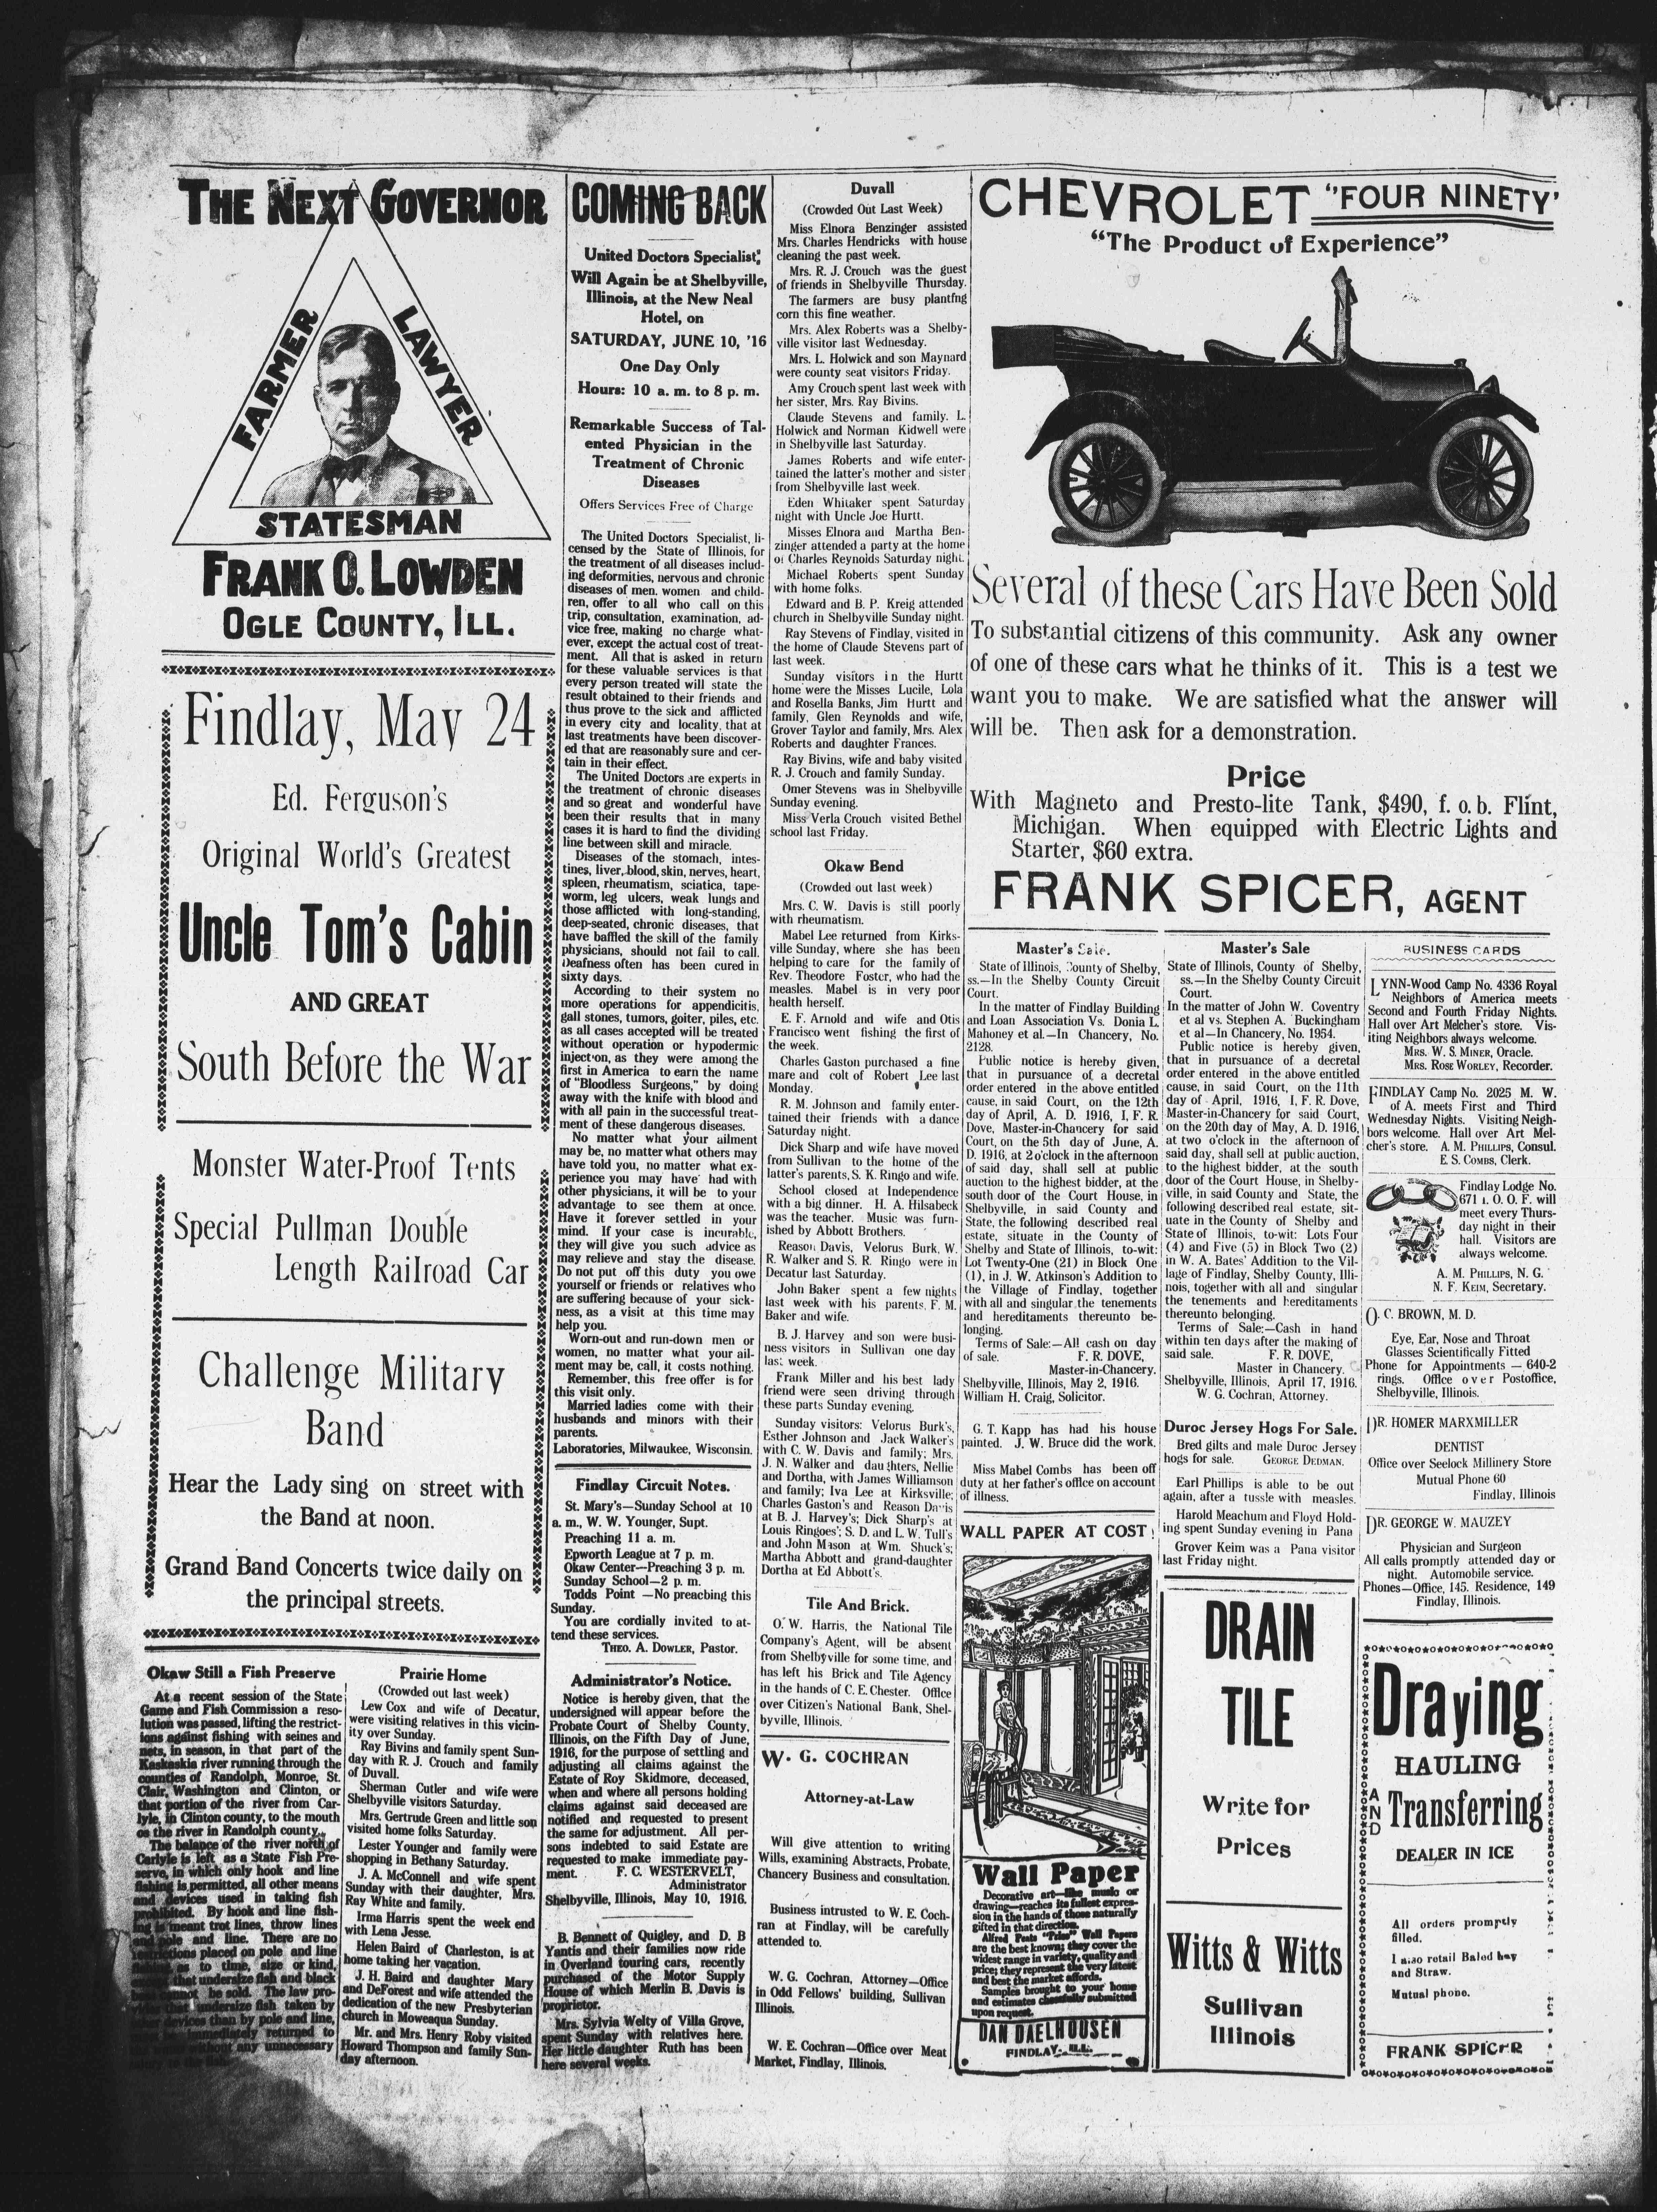 THE NEXT GOVERNOR
FARMER
LAWYER
STATESMAN
FRANK O. LOWDEN
OGLE COUNTY, ILL.
Findlay, May 24
Ed. Ferguson's
Original World's Greatest
Uncle Tom's Cabin
AND GREAT
South Before the War
Monster Water-Proof Tents
Special Pullman Double
Length Railroad Car
Challenge Military
Band
Hear the Lady sing on street with
the Band at noon.
Grand Band Concerts twice daily on
the principal streets.
Okaw Still a Fish Preserve
At a recent session of the State
Game and Fish Commission a reso-
lution was passed, lifting the restrict-
ions against fishing with seines and
nets, in season, in that part of the
Kaskaskia river running through the
counties of Randolph, Monroe, St.
Clair, Washington and Clinton, or
that portion of the river from Car-
lyle, in Clinton county, to the mouth
os the river in Randolph county.
The balance of the river north of
Carlyle is left as a State Fish Pre-
serve, in which only hook and line
fishing is permitted, all other means
and devices used in taking fish
prohibited. By hook and line fish-
ing is meant trot lines, throw lines
and pole and line. There are no
restrictions placed on pole and line
as to time, size or kind,
that undersize fish and black
cannot be sold. The law pro-
that undersize fish taken by
devices than by pole and line,
immediately returned to
without any unnecessary
Prairie Home
(Crowded out last week)
Lew Cox and wife of Decatur,
were visiting relatives in this vicin-
ity over Sunday.
Ray Bivins and family spent Sun-
day with R. J. Crouch and family
of Duvall.
Sherman Cutler and wife were
Shelbyville visitors Saturday.
Mrs. Gertrude Green and little son
visited home folks Saturday.
Lester Younger and family were
shopping in Bethany Saturday.
J. A. McConnell and wife spent
Sunday with their daughter, Mrs.
Ray White and family.
Irma Harris spent the week end
with Lena Jesse.
Helen Baird of Charleston, is at
home taking her vacation.
J. H. Baird and daughter Mary
and DeForest and wife attended the
dedication of the new Presbyterian
church in Moweaqua Sunday.
Mr. and Mrs. Henry Roby visited
Howard Thompson and family Sun-
day afternoon.
COMING BACK
United Doctors Specialist,
Will Again be at Shelbyville,
Illinois, at the New Neal
Hotel, on
SATURDAY, JUNE 10, '16
One Day Only
Hours: 10 a. m. to 8 p. m.
Remarkable Success of Tal-
ented Physician in the
Treatment of Chronic
Diseases
Offers Services Free of Charge
The United Doctors Specialist, li-
censed by the State of Illinois, for
the treatment of all diseases includ-
ing deformities, nervous and chronic
diseases of men, women and child-
ren, offer to all who call on this
trip, consultation, examination, ad-
vice free, making no charge what-
ever, except the actual cost of treat-
ment. All that is asked in return
for these valuable services is that
every person treated will state the
result obtained to their friends and
thus prove to the sick and afflicted
in every city and locality, that at
last treatments have been discover-
ed that are reasonably sure and cer-
tain in their effect.
The United Doctors are experts in
the treatment of chronic diseases
and so great and wonderful have
been their results that in many
cases it is hard to find the dividing
line between skill and miracle.
Diseases of the stomach, intes-
tines, liver, blood, skin, nerves, heart,
spleen, rheumatism, sciatica, tape-
worm, leg ulcers, weak lungs and
those afflicted with long-standing,
deep-seated, chronic diseases, that
have baffled the skill of the family
physicians, should not fail to call.
Deafness often has been cured in
sixty days.
According to their system no
more operations for appendicitis,
gall stones, tumors, goiter, piles, etc.
as all cases accepted will be treated
without operation or hypodermic
injection, as they were among the
first in America to earn the name
of "Bloodless Surgeons," by doing
away with the knife with blood and
with all pain in the successful treat-
ment of these dangerous diseases.
No matter what your ailment
may be, no matter what others may
have told you, no matter what ex-
perience you may have had with
other physicians, it will be to your
advantage to see them at once.
Have it forever settled in your
mind. If your case is incurable,
they will give you such advice as
may relieve and stay the disease.
Do not put off this duty you owe
yourself or friends or relatives who
are suffering because of your sick-
ness, as a visit at this time may
help you.
Worn-out and run-down men or
women, no matter what your ail-
ment may be, call, it costs nothing.
Remember, this free offer is for
this visit only.
Married ladies come with their
husbands and minors with their
parents.
Laboratories, Milwaukee, Wisconsin.
Findlay Circuit Notes.
St. Mary's—Sunday School at 10
a. m., W. W. Younger, Supt.
Preaching 11 a. m.
Epworth League at 7 p. m.
Okaw Center—Preaching 3 p. m.
Sunday School—2 p. m.
Todds Point —No preacbing this
Sunday.
You are cordially invited to at-
tend these services.
THEO. A. DOWLER, Pastor.
Administrator's Notice.
Notice is hereby given, that the
undersigned will appear before the
Probate Court of Shelby County,
Illinois, on the Fifth Day of June,
1916, for the purpose of settling and
adjusting all claims against the
Estate of Roy Skidmore, deceased,
when and where all persons holding
claims against said deceased are
notified and requested to present
the same for adjustment. All per-
sons indebted to said Estate are
requested to make immediate pay-
ment. F. C. WESTERVELT,
Administrator
Shelbyville, Illinois, May 10, 1916.
B. Bennett of Quigley, and D. B
Yantis and their families now ride
in Overland touring cars, recently
purchased of the Motor Supply
House of which Merlin B. Davis is
proprietor.
Mrs. Sylvia Welty of Villa Grove,
spent Sunday with relatives here.
Her little daughter Ruth has been
here several weeks.
Duvall
(Crowded Out Last Week)
Miss Elnora Benzinger assisted
Mrs. Charles Hendricks with house
cleaning the past week.
Mrs. R. J. Crouch was the guest
of friends in Shelbyville Thursday.
The farmers are busy plantfng
corn this fine weather.
Mrs. Alex Roberts was a Shelby-
ville visitor last Wednesday.
Mrs. L. Holwick and son Maynard
were county seat visitors Friday.
Amy Crouch spent last week with
her sister, Mrs. Ray Bivins.
Claude Stevens and family. L.
Holwick and Norman Kidwell were
in Shelbyville last Saturday.
James Roberts and wife enter-
tained the latter's mother and sister
from Shelbyville last week.
Eden Whitaker spent Saturday
night with Uncle Joe Hurtt.
Misses Elnora and Martha Ben-
zinger attended a party at the home
of Charles Reynolds Saturday night.
Michael Roberts spent Sunday
with home folks.
Edward and B. P. Kreig attended
church in Shelbyville Sunday night.
Ray Stevens of Findlay, visited in
the home of Claude Stevens part of
last week.
Sunday visitors in the Hurtt
home were the Misses Lucile, Lola
and Rosella Banks, Jim Hurtt and
family, Glen Reynolds and wife,
Grover Taylor and family, Mrs. Alex
Roberts and daughter Frances.
Ray Bivins, wife and baby visited
R. J. Crouch and family Sunday.
Omer Stevens was in Shelbyville
Sunday evening.
Miss Verla Crouch visited Bethel
school last Friday.
Okaw Bend
(Crowded out last week)
Mrs. C. W. Davis is still poorly
with rheumatism.
Mabel Lee returned from Kirks-
ville Sunday, where she has been
helping to care for the family of
Rev. Theodore Foster, who had the
measles. Mabel is in very poor
health herself.
E. F. Arnold and wife and Otis
Francisco went fishing the first of
the week.
Charles Gaston purchased a fine
mare and colt of Robert Lee last
Monday.
R. M. Johnson and family enter-
tained their friends with a dance
Saturday night.
Dick Sharp and wife have moved
from Sullivan to the home of the
latter's parents, S. K. Ringo and wife.
School closed at Independence
with a big dinner. H. A. Hilsabeck
was the teacher. Music was furn-
ished by Abbott Brothers.
Reason Davis, Velorus Burk, W.
R. Walker and S. R. Ringo were in
Decatur last Saturday.
John Baker spent a few nights
last week with his parents, F. M.
Baker and wife.
B. J. Harvey and son were busi-
ness visitors in Sullivan one day
last week.
Frank Miller and his best lady
friend were seen driving through
these parts Sunday evening.
Sunday visitors: Velorus Burk's,
Esther Johnson and Jack Walker's
with C. W. Davis and family; Mrs.
J. N. Walker and daughters, Nellie
and Dortha, with James Williamson
and family; Iva Lee at Kirksville;
Charles Gaston's and Reason Davis
at B. J. Harvey's; Dick Sharp's at
Louis Ringoes'; S. D. and L. W. Tull's
and John Mason at Wm. Shuck's;
Martha Abbott and grand-daughter
Dortha at Ed Abbott's.
Tile And Brick.
O. W. Harris, the National Tile
Company's Agent, will be absent
from Shelbyville for some time, and
has left his Brick and Tile Agency
in the hands of C. E. Chester. Office
over Citizen's National Bank, Shel-
byville, Illinois.
W. G. COCHRAN
Attorney-at-Law
Will give attention to writing
Wills, examining Abstracts, Probate,
Chancery Business and consultation.
Business intrusted to W. E. Coch-
ran at Findlay, will be carefully
attended to.
W. G. Cochran, Attorney—Office
in Odd Fellows' building, Sullivan
Illinois.
W. E. Cochran—Office over Meat
Market, Findlay, Illinois.
CHEVROLET "FOUR NINETY'
"The Product of Experience"
Several of these Cars Have Been Sold
To substantial citizens of this community. Ask any owner
of one of these cars what he thinks of it. This is a test we
want you to make. We are satisfied what the answer will
will be. Then ask for a demonstration.
Price
With Magneto and Presto-lite Tank, $490, f. o. b. Flint,
Michigan. When equipped with Electric Lights and
Starter, $60 extra.
FRANK SPICER, AGENT
Master's Sale.
State of Illinois, County of Shelby,
ss.—In the Shelby County Circuit
Court.
In the matter of Findlay Building
and Loan Association Vs. Donia L.
Mahoney et al.—In Chancery, No.
2128.
Public notice is hereby given,
that in pursuance of a decretal
order entered in the above entitled
cause, in said Court, on the 12th
day of April, A. D. 1916, I, F. R.
Dove, Master-in-Chancery for said
Court, on the 5th day of June, A.
D. 1916, at 2 o'clock in the afternoon
of said day, shall sell at public
auction to the highest bidder, at the
south door of the Court House, in
Shelbyville, in said County and
State, the following described real
estate, situate in the County of
Shelby and State of Illinois, to-wit:
Lot Twenty-One (21) in Block One
(1), in J. W. Atkinson's Addition to
the Village of Findlay, together
with all and singular the tenements
and hereditaments thereunto be-
longing.
Terms of Sale:—All cash on day
of sale. F. R. DOVE,
Master-in-Chancery.
Shelbyville, Illinois, May 2, 1916.
William H. Craig, Solicitor.
G. T. Kapp has had his house
painted. J. W. Bruce did the work.
Miss Mabel Combs has been off
duty at her father's office on account
of illness.
WALL PAPER AT COST!
Wall Paper
Decorative art—like music or
drawing—reaches its fullest expres-
sion in the hands of those naturally
gifted in that direction.
Alfred Peats "Prize" Wall Papers
are the best known; they cover the
widest range in variety, quality and
price; they represent the very latest
and best the market affords.
Samples brought to your home
and estimates cheerfully submitted
upon request.
DAN DAELHOUSEN
FINDLAY, ILL.
Master's Sale
State of Illinois, County of Shelby,
ss.—In the Shelby County Circuit
Court.
In the matter of John W. Coventry
et al vs. Stephen A. Buckingham
et al—In Chancery, No. 1954.
Public notice is hereby given,
that in pursuance of a decretal
order entered in the above entitled
cause, in said Court, on the 11th
day of April, 1916, I, F. R. Dove,
Master-in-Chancery for said Court,
on the 20th day of May, A. D. 1916,
at two o'clock in the afternoon of
said day, shall sell at public auction,
to the highest bidder, at the south
door of the Court House, in Shelby-
ville, in said County and State, the
following described real estate, sit-
uate in the County of Shelby and
State of Illinois, to-wit: Lots Four
(4) and Five (5) in Block Two (2)
in W. A. Bates' Addition to the Vil-
lage of Findlay, Shelby County, Illi-
nois, together with all and singular
the tenements and hereditaments
thereunto belonging.
Terms of Sale:—Cash in hand
within ten days after the making of
said sale. F. R. DOVE,
Master in Chancery.
Shelbyville, Illinois, April 17, 1916.
W. G. Cochran, Attorney.
Duroc Jersey Hogs For Sale.
Bred gilts and male Duroc Jersey
hogs for sale. GEORGE DEDMAN.
Earl Phillips is able to be out
again, after a tussle with measles.
Harold Meachum and Floyd Hold-
ing spent Sunday evening in Pana
Grover Keim was a Pana visitor
last Friday night.
DRAIN
TILE
Write for
Prices
Witts & Witts
Sullivan
Illinois
BUSINESS CARDS
LYNN-Wood Camp No. 4336 Royal
Neighbors of America meets
Second and Fourth Friday Nights.
Hall over Art Melcher's store. Vis-
iting Neighbors always welcome.
MRS. W. S. MINER, Oracle.
MRS. ROSE WORLEY, Recorder.
FINDLAY Camp No. 2025 M. W.
of A. meets First and Third
Wednesday Nights. Visiting Neigh-
bors welcome. Hall over Art Mel-
cher's store. A. M. PHILLIPS, Consul.
E. S. COMBS, Clerk.
Findlay Lodge No.
671 I. O. O. F. will
meet every Thurs-
day night in their
hall. Visitors are
always welcome.
A. M. PHILLIPS, N. G.
N. F. KEIM, Secretary.
O. C. BROWN, M. D.
Eye, Ear, Nose and Throat
Glasses Scientifically Fitted
Phone for Appointments — 640-2
rings. Office over Postoffice,
Shelbyville, Illinois.
DR. HOMER MARXMILLER
DENTIST
Office over Seelock Millinery Store
Mutual Phone 60
Findlay, Illinois
DR. GEORGE W. MAUZEY
Physician and Surgeon
All calls promptly attended day or
night. Automobile service.
Phones—Office, 145. Residence, 149
Findlay, Illinois.
Draying
HAULING
AND
Transferring
DEALER IN ICE
All orders promptly
filled.
I also retail Baled hay
and Straw.
Mutual phone.
FRANK SPICER